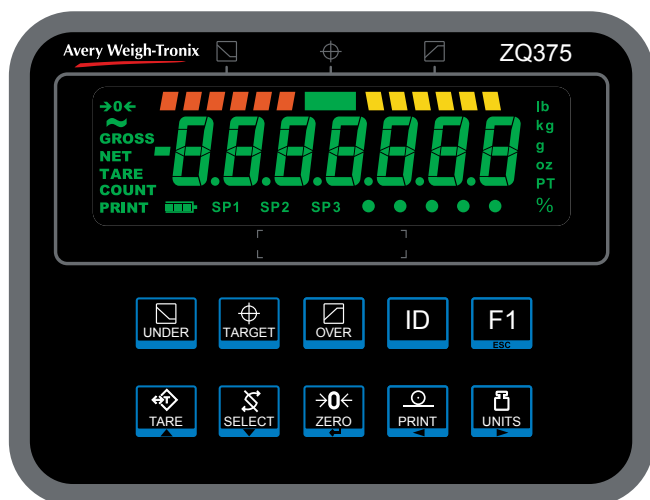 Avery Weigh-Tronix ZQ375
→0← lb
~ kg
GROSS g
NET -8.8.8.8.8.8.8 oz
TARE PT
COUNT %
PRINT SP1 SP2 SP3
UNDER TARGET OVER ID F1
ESC
→0←
TARE SELECT ZERO PRINT UNITS